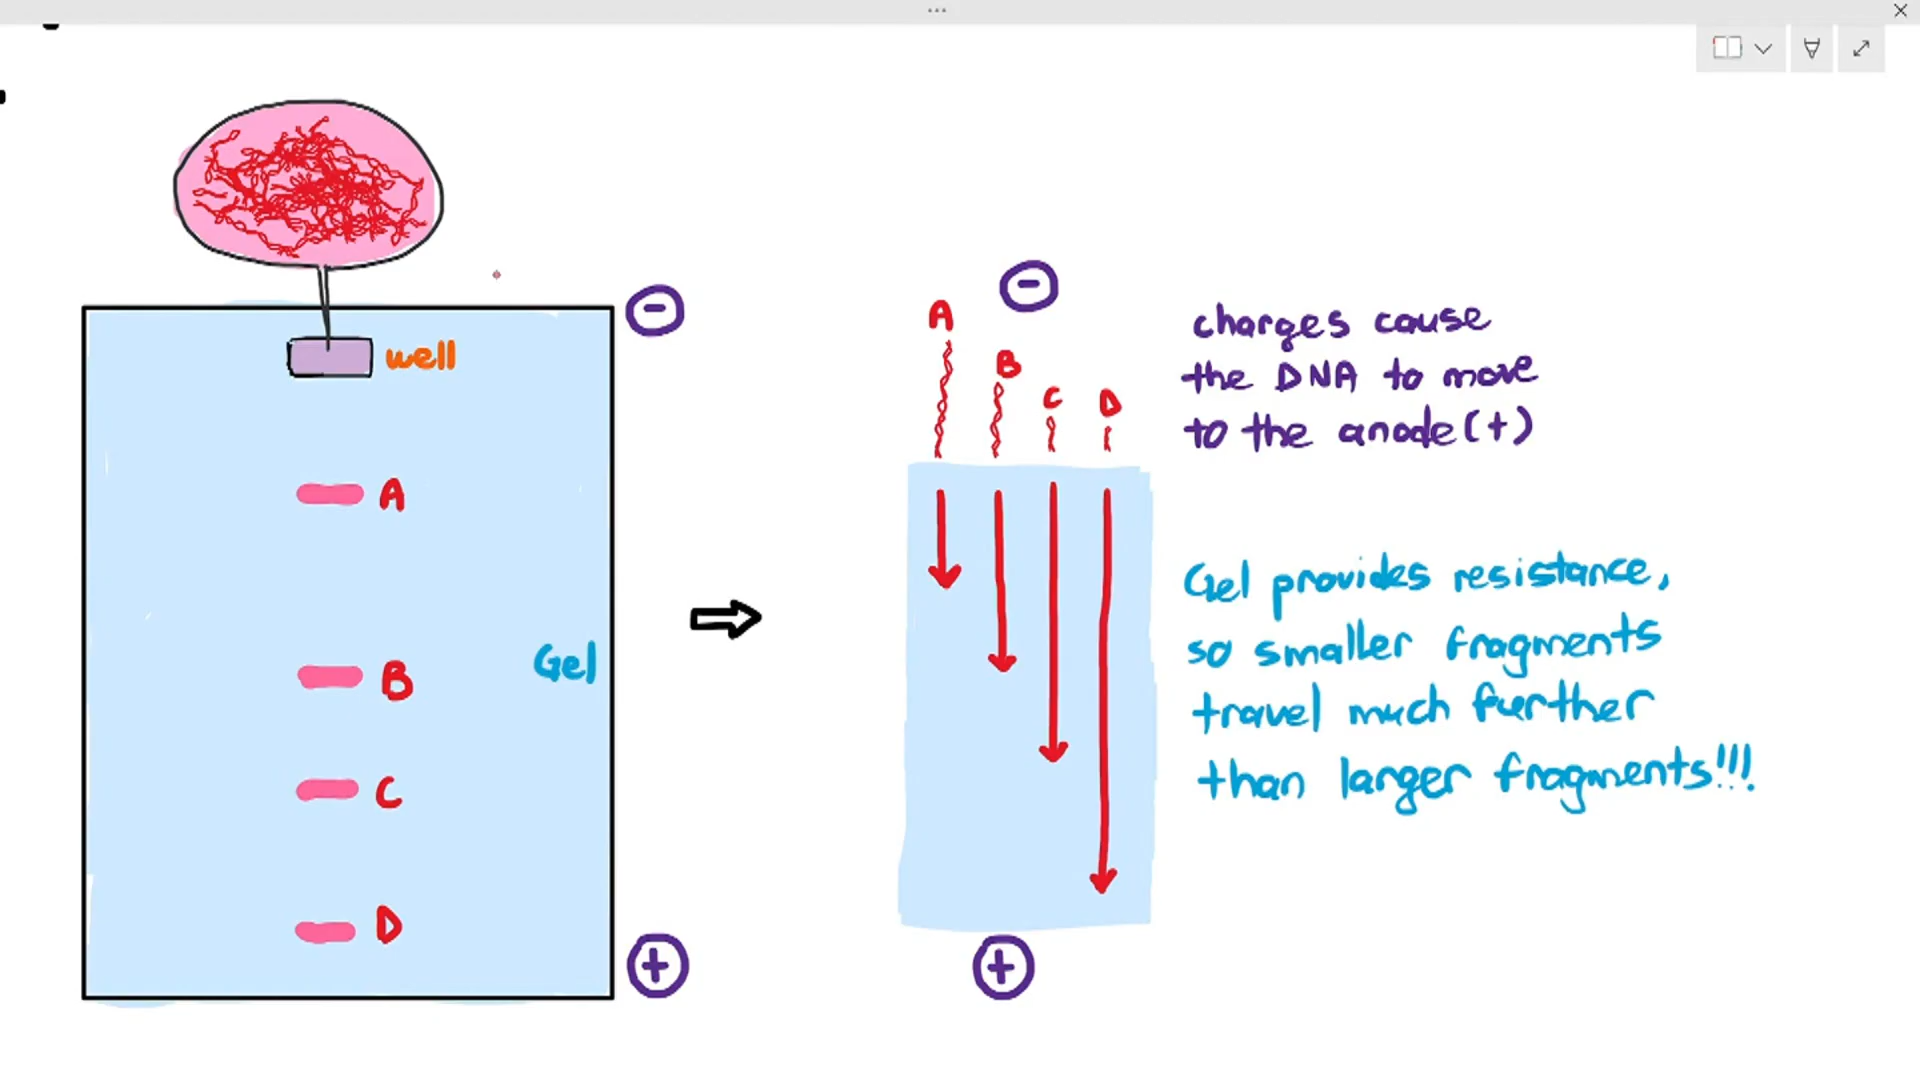 well
A
B
Gel
C
D
-
+
-
A
B
C
D
+
charges cause
the DNA to move
to the anode(+)
Gel provides resistance,
so smaller fragments
travel much further
than larger fragments!!!